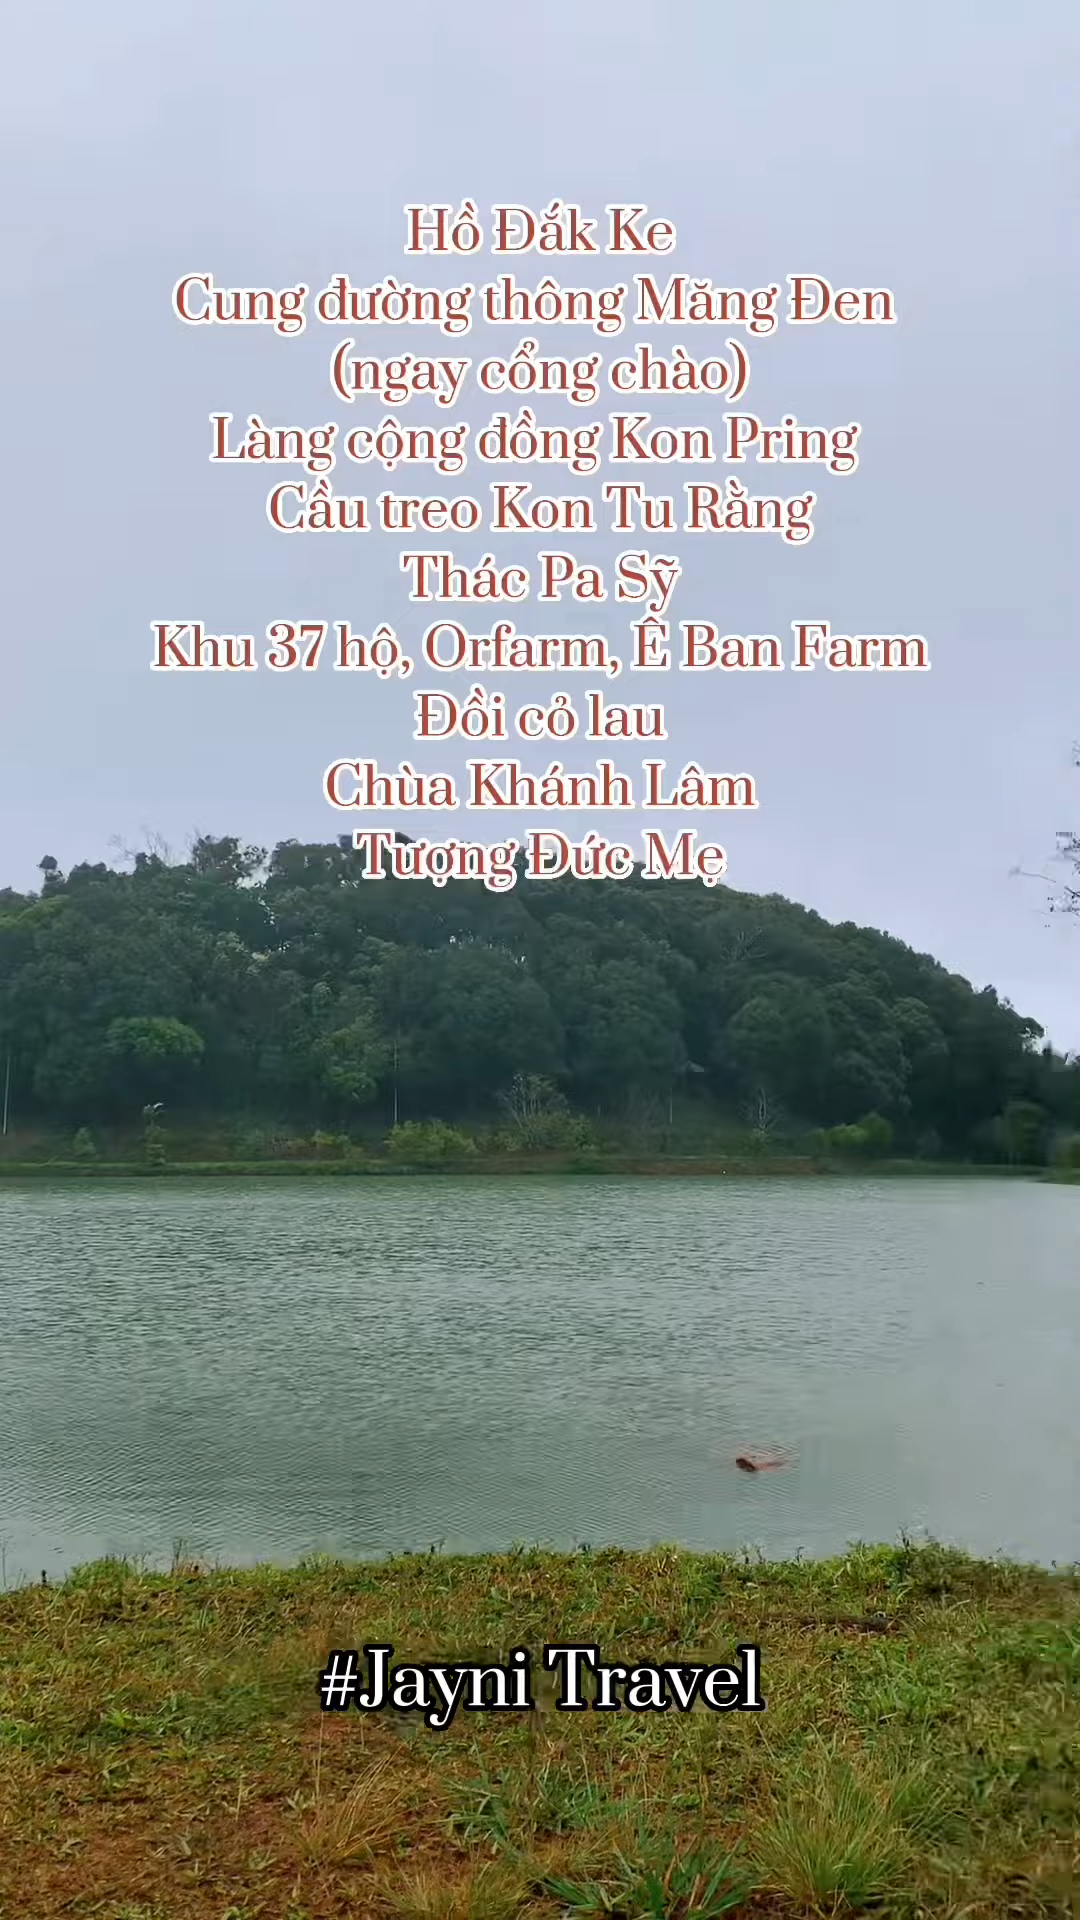 Hồ Đắk Ke
Cung đường thông Măng Đen
(ngay cổng chào)
Làng cộng đồng Kon Pring
Cầu treo Kon Tu Rằng
Thác Pa Sỹ
Khu 37 hộ, Orfarm, Ê Ban Farm
Đồi cỏ lau
Chùa Khánh Lâm
Tượng Đức Mẹ
#Jayni Travel